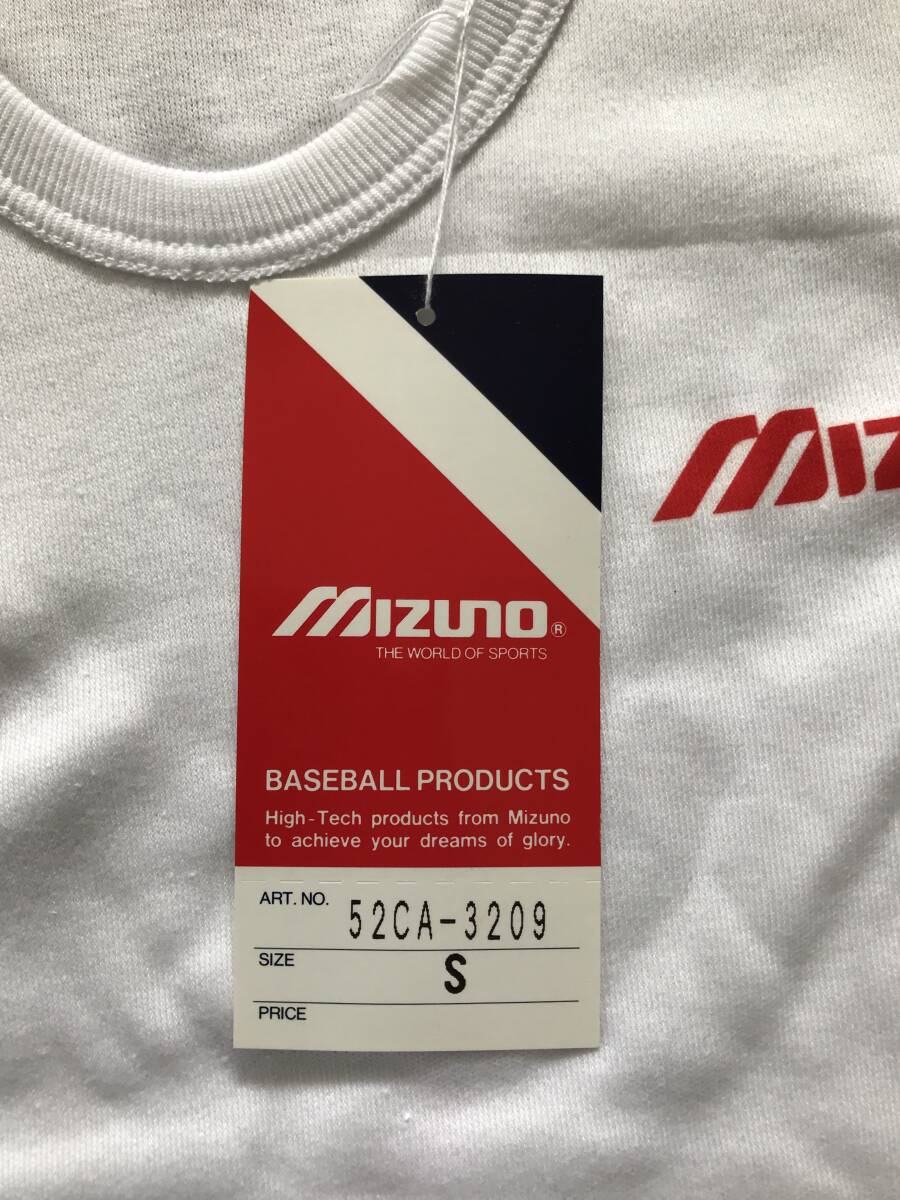 MIZUNO®
THE WORLD OF SPORTS
BASEBALL PRODUCTS
High-Tech products from Mizuno
to achieve your dreams of glory.
ART. NO. 52CA-3209
SIZE S
PRICE
MIZ